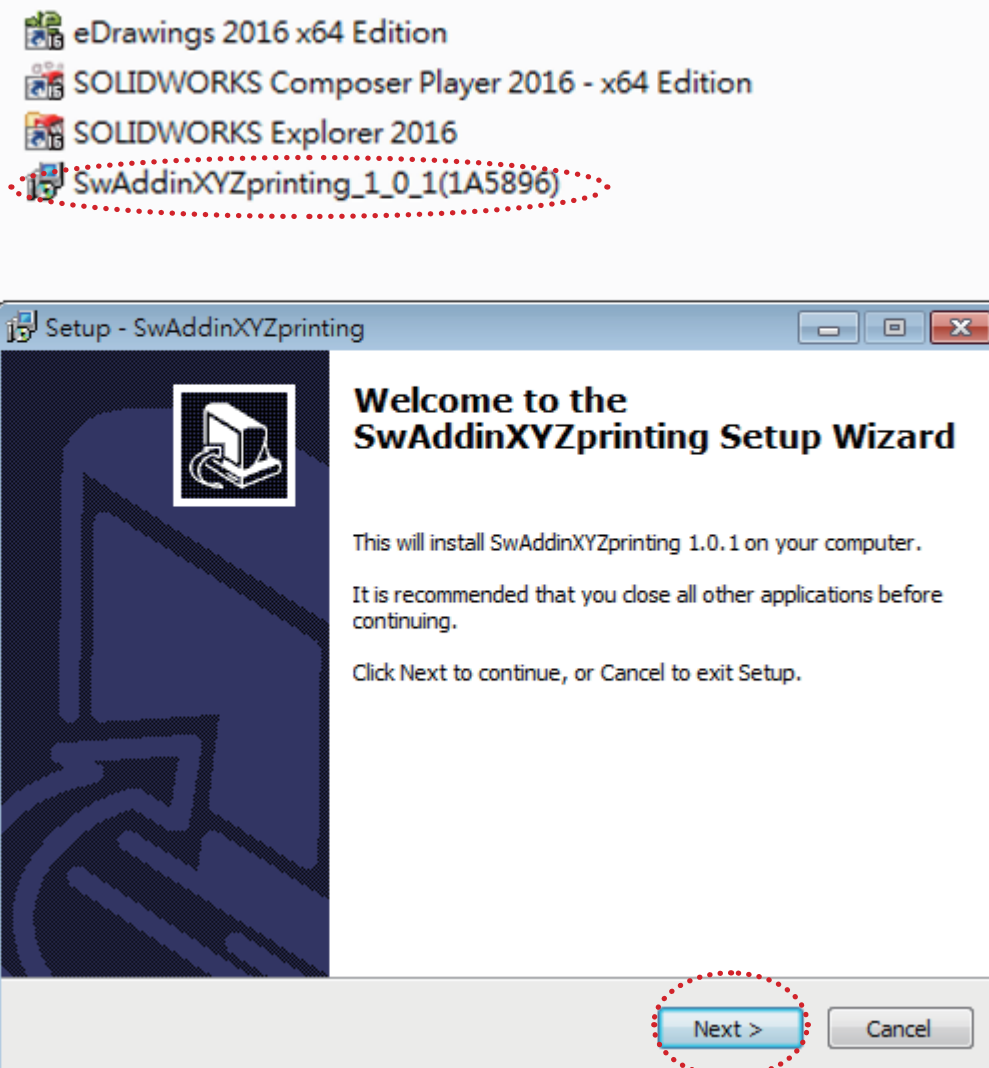 eDrawings 2016 x64 Edition
SOLIDWORKS Composer Player 2016 - x64 Edition
SOLIDWORKS Explorer 2016
SwAddinXYZprinting_1_0_1(1A5896)
Setup - SwAddinXYZprinting
Welcome to the
SwAddinXYZprinting Setup Wizard
This will install SwAddinXYZprinting 1.0.1 on your computer.
It is recommended that you close all other applications before
continuing.
Click Next to continue, or Cancel to exit Setup.
Next >
Cancel